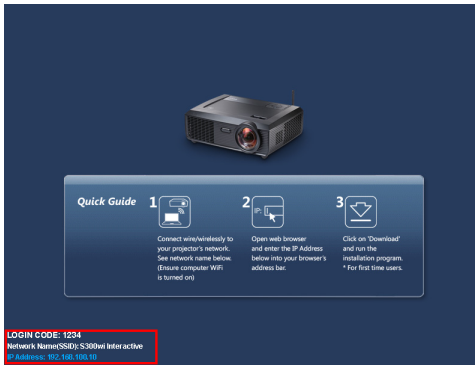 Quick Guide
1
Connect wire/wirelessly to
your projector's network.
See network name below.
(Ensure computer WiFi
is turned on)
2
IP:
Open web browser
and enter the IP Address
below into your browser's
address bar.
3
Click on 'Download'
and run the
installation program.
* For first time users.
LOGIN CODE: 1234
Network Name(SSID): S300wi Interactive
IP Address: 192.168.100.10